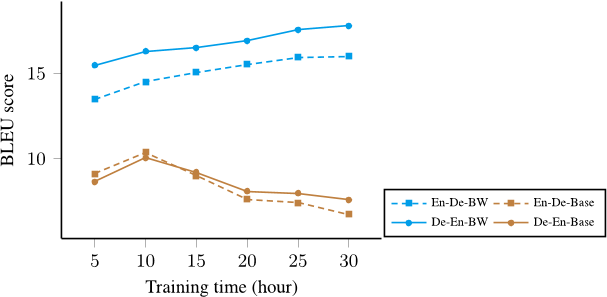 BLEU score
15
10
5 10 15 20 25 30
Training time (hour)
En-De-BW En-De-Base
De-En-BW De-En-Base